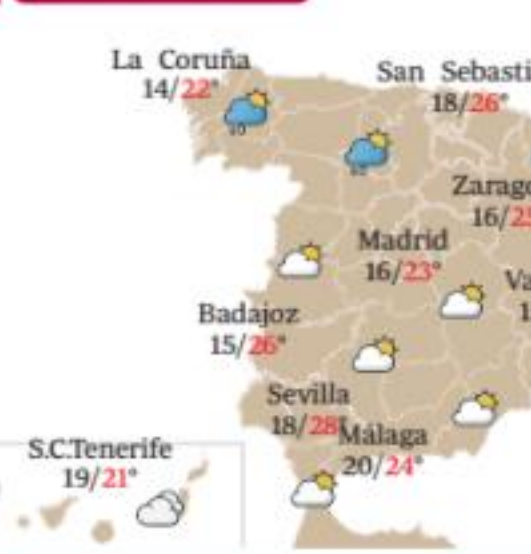 La Coruña
14/22°
San Sebasti
18/26°
Zarago
16/25
Madrid
16/23°
Va
1
Badajoz
15/26°
Sevilla
18/28°
Málaga
20/24°
S.C.Tenerife
19/21°